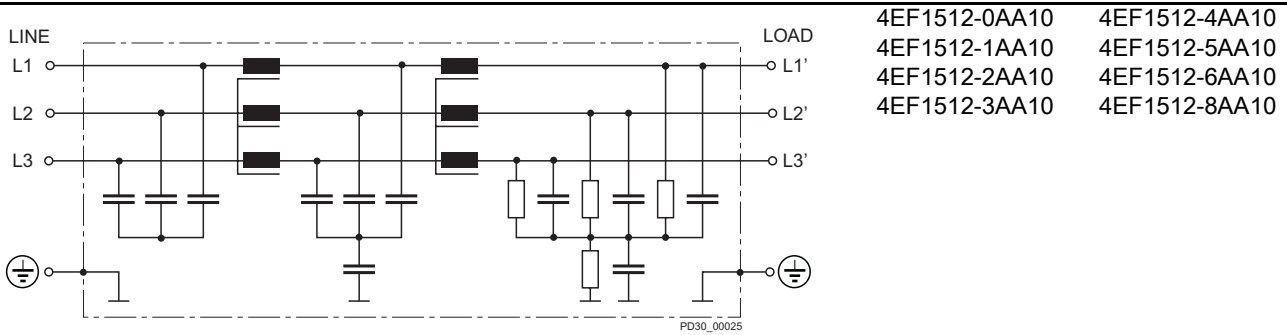 4EF1512-0AA10 4EF1512-4AA10
LINE LOAD
4EF1512-1AA10 4EF1512-5AA10
L1 L1’
4EF1512-2AA10 4EF1512-6AA10
4EF1512-3AA10 4EF1512-8AA10
L2 L2’
L3 L3’
PD30_00025